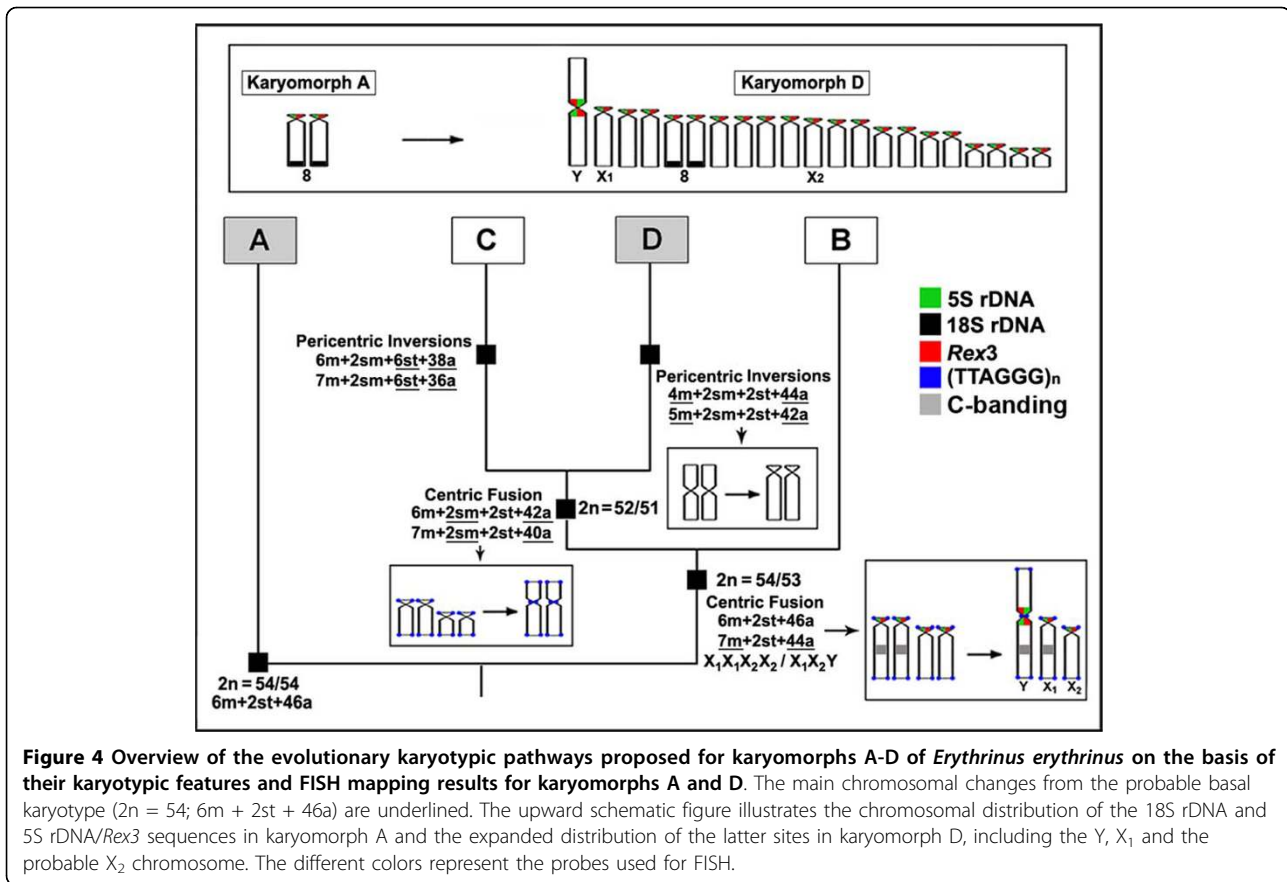 Karyomorph A
Karyomorph D
8
Y X1 8 X2
A C D B
5S rDNA
18S rDNA
Rex3
(TTAGGG)n
C-banding
Pericentric Inversions
6m+2sm+6st+38a
7m+2sm+6st+36a
Pericentric Inversions
4m+2sm+2st+44a
5m+2sm+2st+42a
Centric Fusion
6m+2sm+2st+42a
7m+2sm+2st+40a
2n=52/51
2n=54/53
Centric Fusion
6m+2st+46a
7m+2st+44a
X1X1X2X2 / X1X2Y
Y X1 X2
2n=54/54
6m+2st+46a
Figure 4 Overview of the evolutionary karyotypic pathways proposed for karyomorphs A-D of Erythrinus erythrinus on the basis of
their karyotypic features and FISH mapping results for karyomorphs A and D. The main chromosomal changes from the probable basal
karyotype (2n = 54; 6m + 2st + 46a) are underlined. The upward schematic figure illustrates the chromosomal distribution of the 18S rDNA and
5S rDNA/Rex3 sequences in karyomorph A and the expanded distribution of the latter sites in karyomorph D, including the Y, X1 and the
probable X2 chromosome. The different colors represent the probes used for FISH.